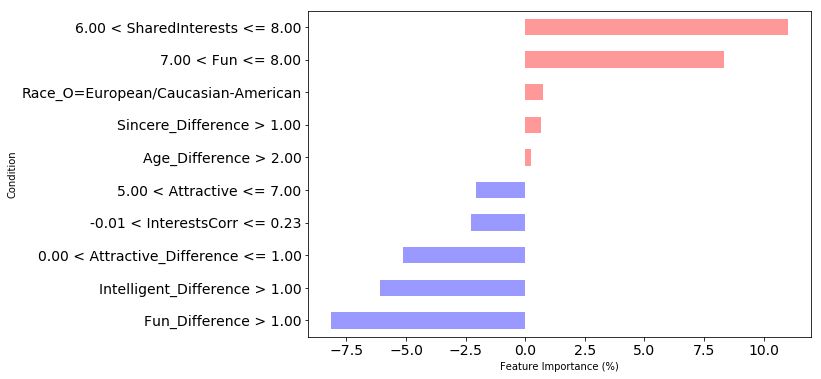 6.00 < SharedInterests <= 8.00
7.00 < Fun <= 8.00
Race_O=European/Caucasian-American
Sincere_Difference > 1.00
Age_Difference > 2.00
5.00 < Attractive <= 7.00
-0.01 < InterestsCorr <= 0.23
0.00 < Attractive_Difference <= 1.00
Intelligent_Difference > 1.00
Fun_Difference > 1.00
Condition
−7.5 −5.0 −2.5 0.0 2.5 5.0 7.5 10.0
Feature Importance (%)